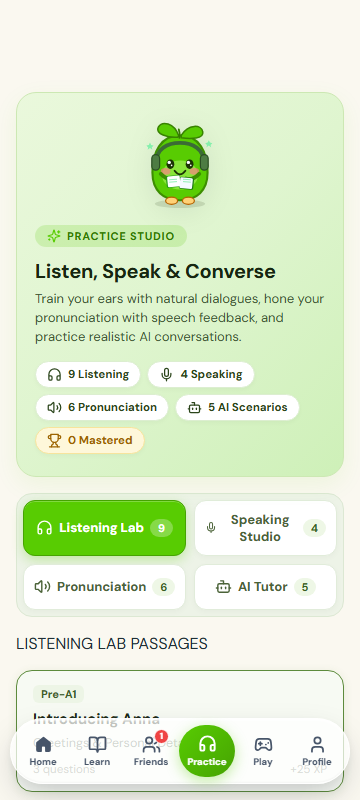 PRACTICE STUDIO
Listen, Speak & Converse
Train your ears with natural dialogues, hone your
pronunciation with speech feedback, and
practice realistic AI conversations.
9 Listening
4 Speaking
6 Pronunciation
5 AI Scenarios
0 Mastered
Listening Lab 9
Speaking
Studio
4
Pronunciation 6
AI Tutor 5
LISTENING LAB PASSAGES
Pre-A1
Introducing Anna
Greetings & Personal
3 questions
+25 XP
1
Home
Learn
Friends
Practice
Play
Profile